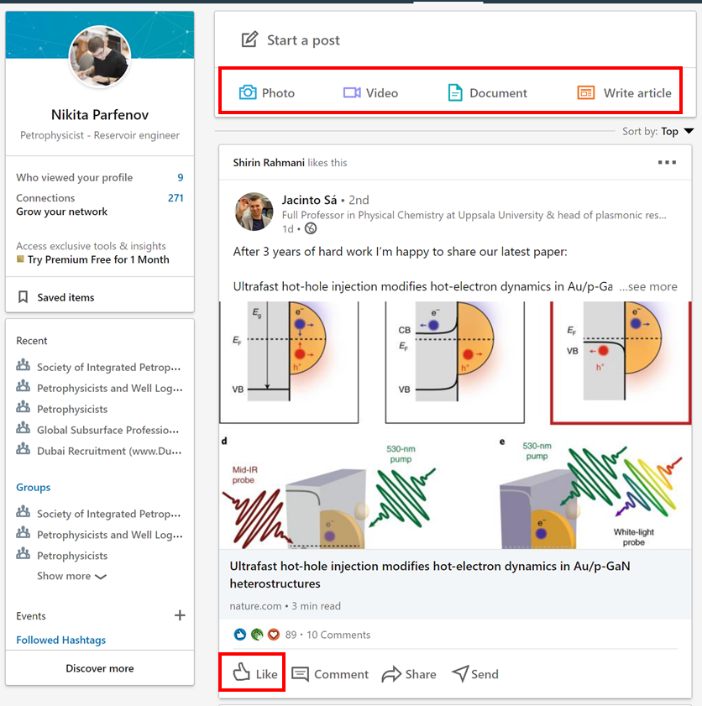 Nikita Parfenov
Petrophysicist - Reservoir engineer
Who viewed your profile 9
Connections 271
Grow your network
Access exclusive tools & insights
Try Premium Free for 1 Month
Saved items
Recent
Society of Integrated Petrop...
Petrophysicists and Well Log...
Petrophysicists
Global Subsurface Professio...
Dubai Recruitment (www.Du...
Groups
Society of Integrated Petrop...
Petrophysicists and Well Log...
Petrophysicists
Show more
Events +
Followed Hashtags
Discover more
Start a post
Photo Video Document Write article
Sort by: Top
Shirin Rahmani likes this
Jacinto Sá • 2nd
Full Professor in Physical Chemistry at Uppsala University & head of plasmonic res...
1d •
After 3 years of hard work I'm happy to share our latest paper:
Ultrafast hot-hole injection modifies hot-electron dynamics in Au/p-Ga ...see more
Eg e⁻ CB e⁻ EF e⁻
EF h⁺ EF VB h⁺
VB VB
d 530-nm pump e 530-nm pump
Mid-IR probe
e⁻ e⁻
White-light probe
Ultrafast hot-hole injection modifies hot-electron dynamics in Au/p-GaN
heterostructures
nature.com • 3 min read
89 · 10 Comments
Like Comment Share Send